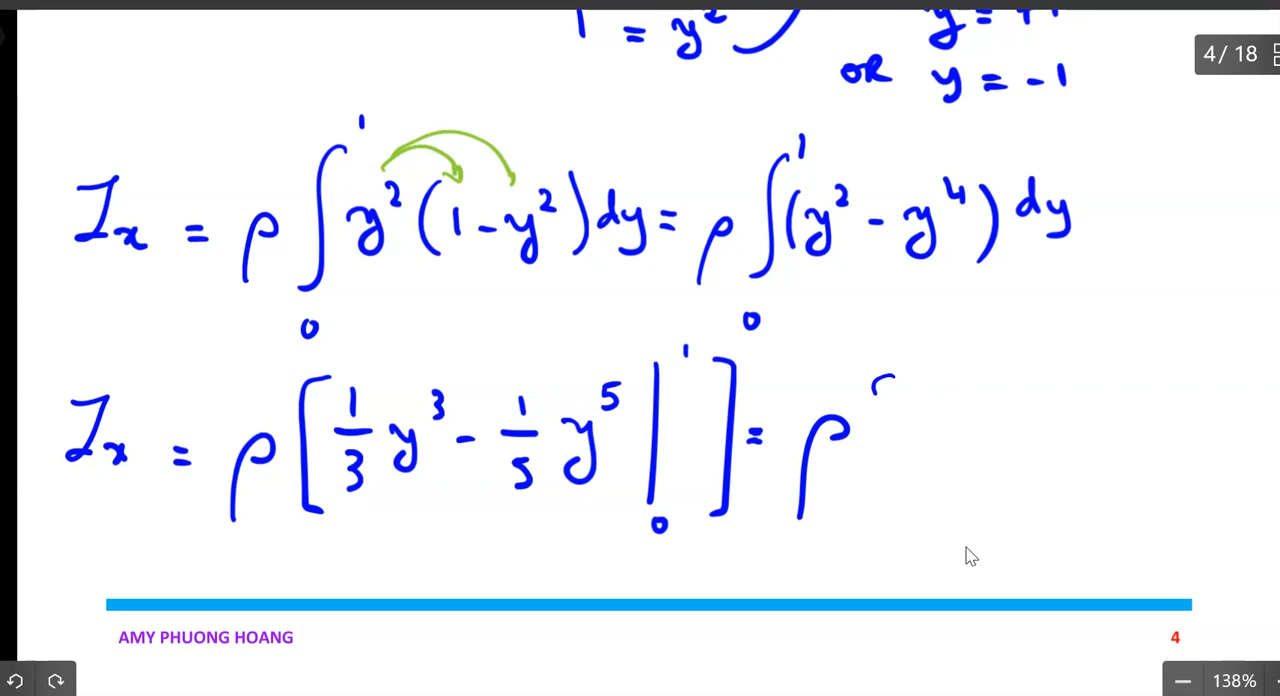 1 = y² y = +1
4 / 18
OR y = -1
Iₓ = ρ ∫₀¹ y² (1 - y²) dy = ρ ∫₀¹ (y² - y⁴) dy
Iₓ = ρ [ 1/3 y³ - 1/5 y⁵ |₀¹ ] = ρ
AMY PHUONG HOANG 4
138%